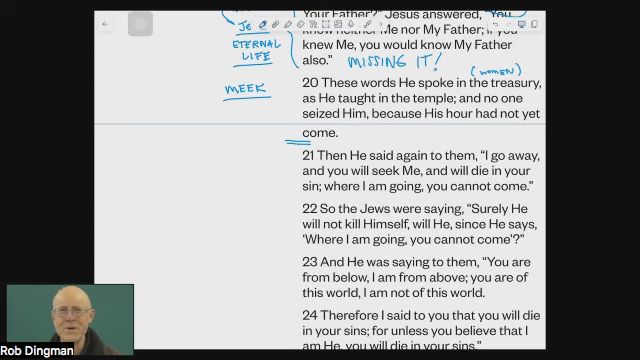 Your Father?" Jesus answered, "You
Je
know neither Me nor My Father; if you
ETERNAL
LIFE
knew Me, you would know My Father
also."
MISSING IT!
(WOMEN)
MEEK
20 These words He spoke in the treasury,
as He taught in the temple; and no one
seized Him, because His hour had not yet
come.
21 Then He said again to them, "I go away,
and you will seek Me, and will die in your
sin; where I am going, you cannot come."
22 So the Jews were saying, "Surely He
will not kill Himself, will He, since He says,
'Where I am going, you cannot come'?"
23 And He was saying to them, "You are
from below, I am from above; you are of
this world, I am not of this world.
24 Therefore I said to you that you will die
in your sins; for unless you believe that I
am He, you will die in your sins."
Rob Dingman